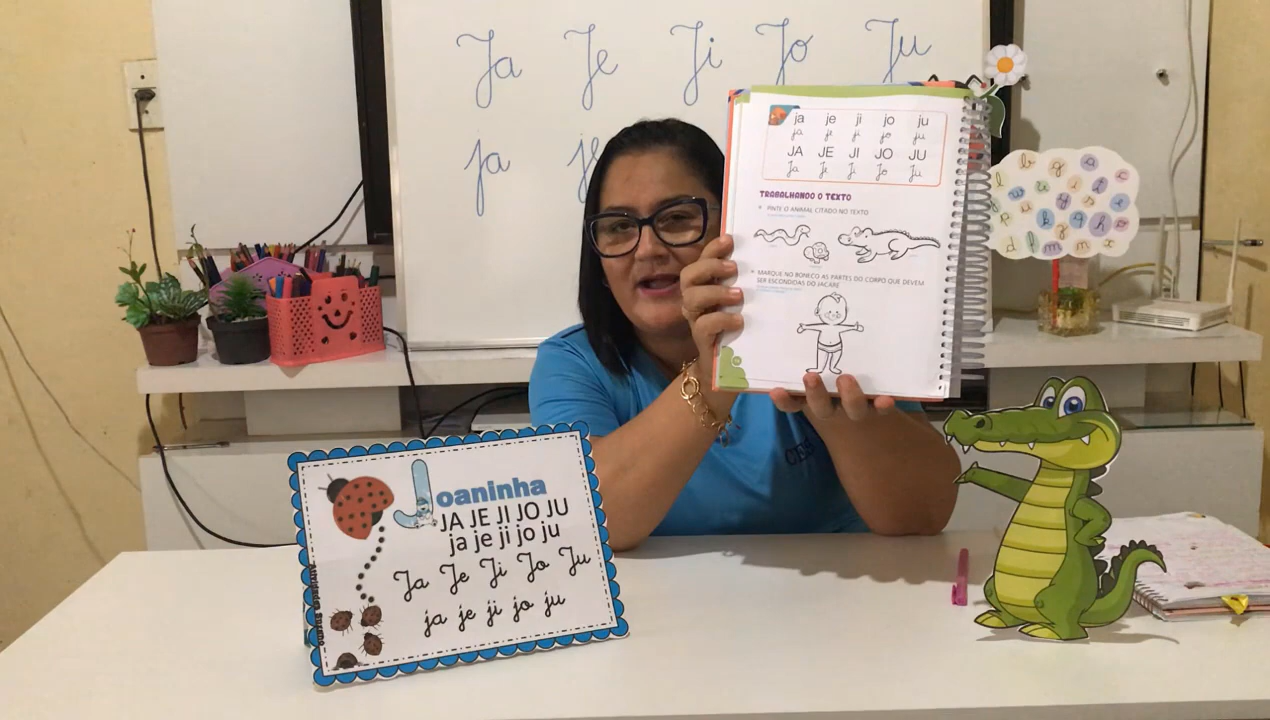 Ja Je Ji Jo Ju
ja je
ja je ji jo ju
ja je ji jo ju
JA JE JI JO JU
Ja Je Ji Jo Ju
TRABALHANDO O TEXTO
PINTE O ANIMAL CITADO NO TEXTO
MARQUE NO BONECO AS PARTES DO CORPO QUE DEVEM
SER ESCONDIDAS DO JACARÉ
Joaninha
JA JE JI JO JU
ja je ji jo ju
Ja Je Ji Jo Ju
ja je ji jo ju